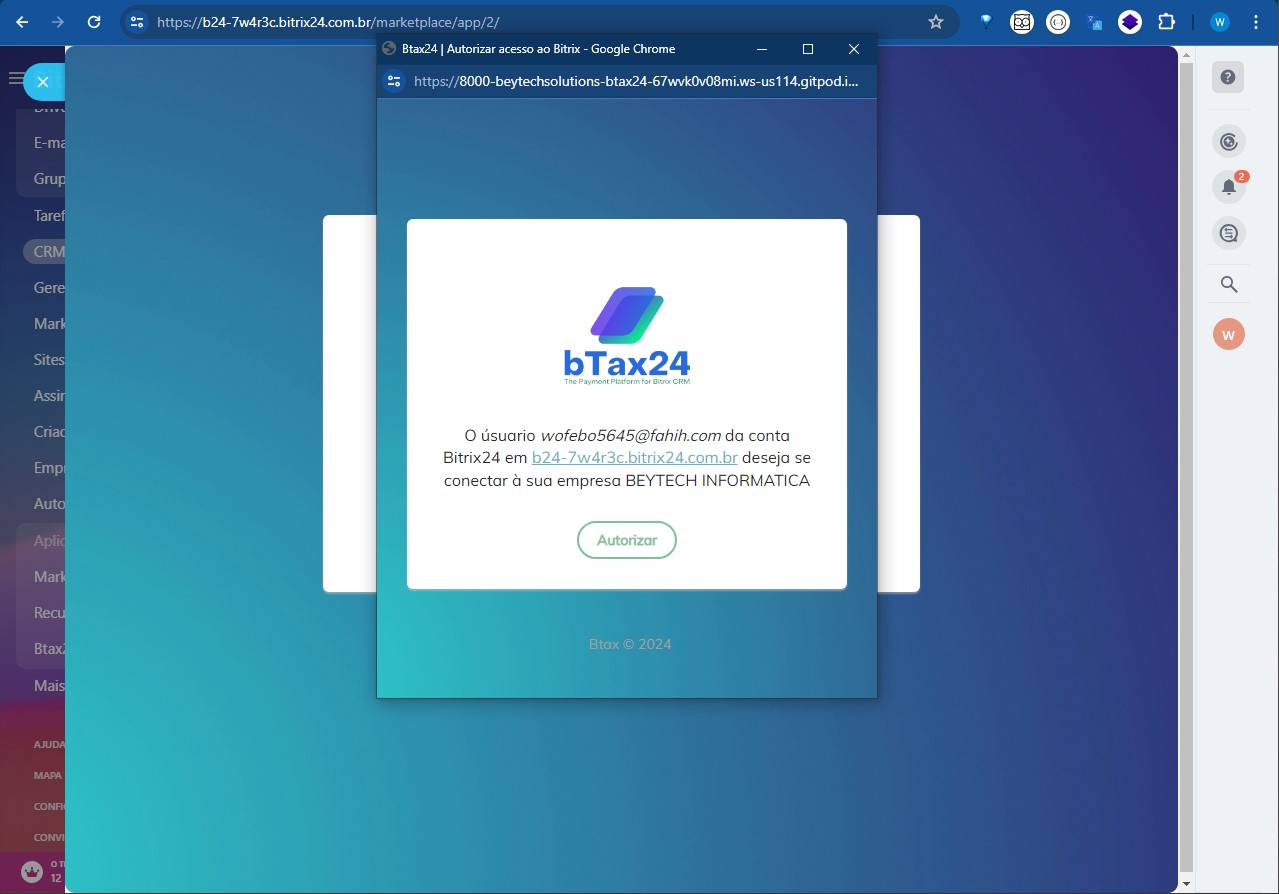 https://b24-7w4r3c.bitrix24.com.br/marketplace/app/2/
W
Btax24 | Autorizar acesso ao Bitrix - Google Chrome
https://8000-beytechsolutions-btax24-67wvk0v08mi.ws-us114.gitpod.i...
E-ma
Grup
Taref
CRM
Gere
Mark
Sites
Assin
Criac
Empr
Auto
Aplic
Mark
Recu
Btax2
Mais
AJUDA
MAPA
CONFI
CONVI
O TE
12
bTax24
The Payment Platform for Bitrix CRM
O úsuario wofebo5645@fahih.com da conta
Bitrix24 em b24-7w4r3c.bitrix24.com.br deseja se
conectar à sua empresa BEYTECH INFORMATICA
Autorizar
Btax © 2024
?
2
W